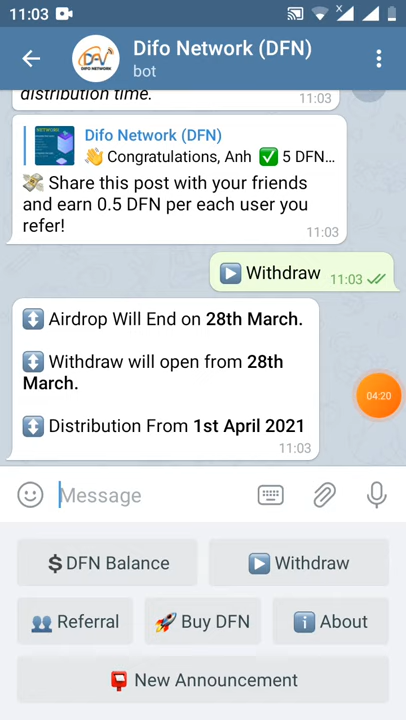 11:03
Difo Network (DFN)
bot
distribution time.
11:03
Difo Network (DFN)
👋 Congratulations, Anh ✅ 5 DFN...
💸 Share this post with your friends
and earn 0.5 DFN per each user you
refer!
11:03
▶️ Withdraw
11:03
↕️ Airdrop Will End on 28th March.
↕️ Withdraw will open from 28th
March.
↕️ Distribution From 1st April 2021
11:03
04:20
Message
💲DFN Balance
▶️ Withdraw
👥 Referral
🚀 Buy DFN
ℹ️ About
📮 New Announcement